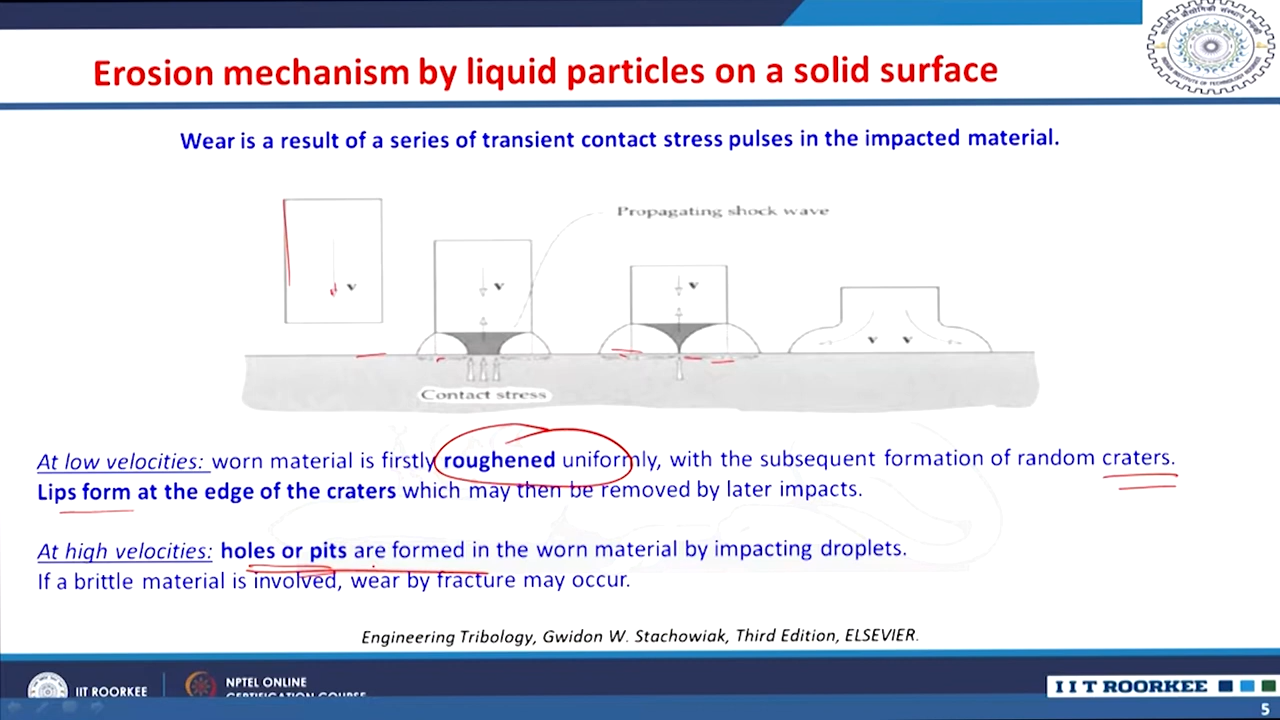 Erosion mechanism by liquid particles on a solid surface
Wear is a result of a series of transient contact stress pulses in the impacted material.
Propagating shock wave
v
v
v
v v
Contact stress
At low velocities: worn material is firstly roughened uniformly, with the subsequent formation of random craters.
Lips form at the edge of the craters which may then be removed by later impacts.
At high velocities: holes or pits are formed in the worn material by impacting droplets.
If a brittle material is involved, wear by fracture may occur.
Engineering Tribology, Gwidon W. Stachowiak, Third Edition, ELSEVIER.
IIT ROORKEE
NPTEL ONLINE
CERTIFICATION COURSE
I I T ROORKEE
5